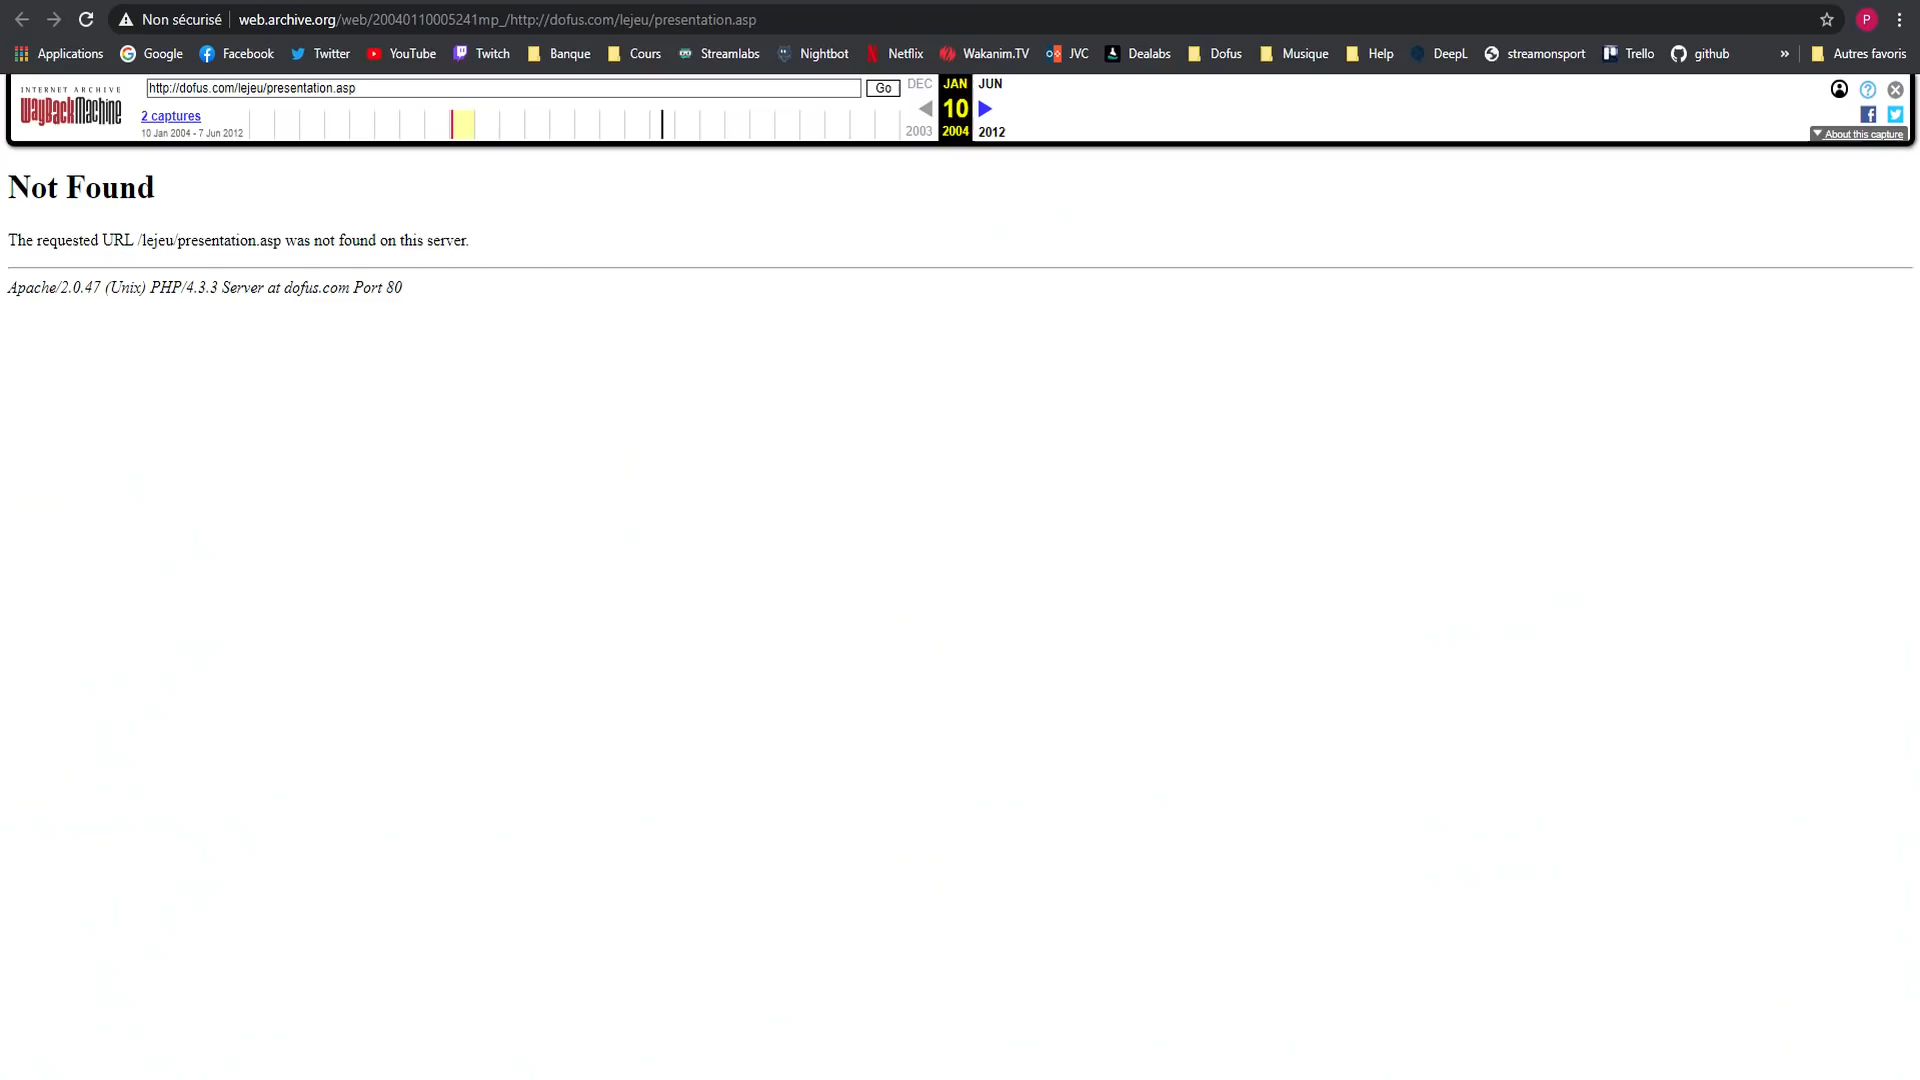 Non sécurisé web.archive.org/web/20040110005241mp_/http://dofus.com/lejeu/presentation.asp P
Applications Google Facebook Twitter YouTube Twitch Banque Cours Streamlabs Nightbot Netflix Wakanim.TV JVC Dealabs Dofus Musique Help DeepL streamonsport Trello github » Autres favoris
INTERNET ARCHIVE
WayBackMachine
http://dofus.com/lejeu/presentation.asp Go
2 captures
10 Jan 2004 - 7 Jun 2012
DEC JAN JUN
10
2003 2004 2012
About this capture
Not Found
The requested URL /lejeu/presentation.asp was not found on this server.
Apache/2.0.47 (Unix) PHP/4.3.3 Server at dofus.com Port 80